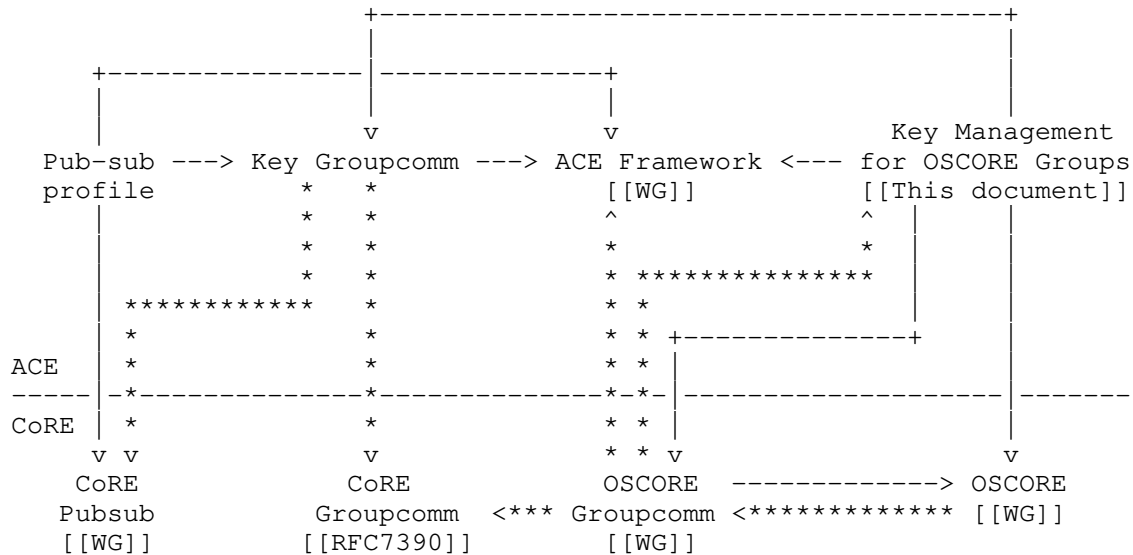 Key Management
Pub-sub ---> Key Groupcomm ---> ACE Framework <--- for OSCORE Groups
profile [[WG]] [[This document]]
ACE
CoRE
CoRE CoRE OSCORE -------------> OSCORE
Pubsub Groupcomm <*** Groupcomm <************* [[WG]]
[[WG]] [[RFC7390]] [[WG]]